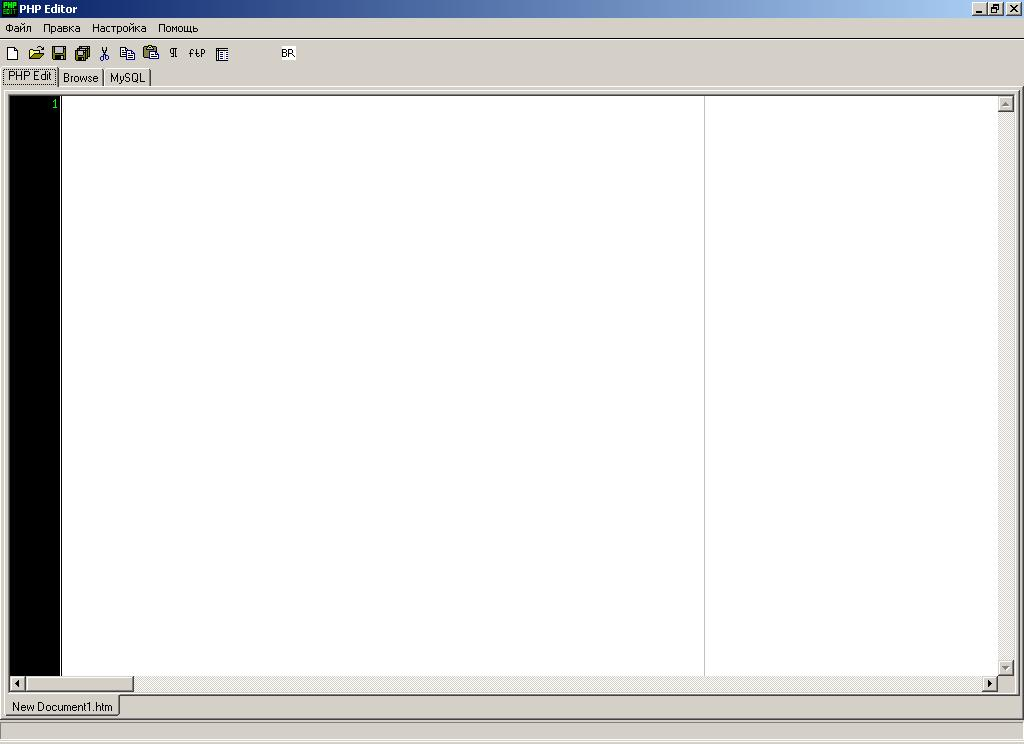 PHP Editor
Файл Правка Настройка Помощь
¶ ftP BR
PHP Edit Browse MySQL
1
New Document1.htm